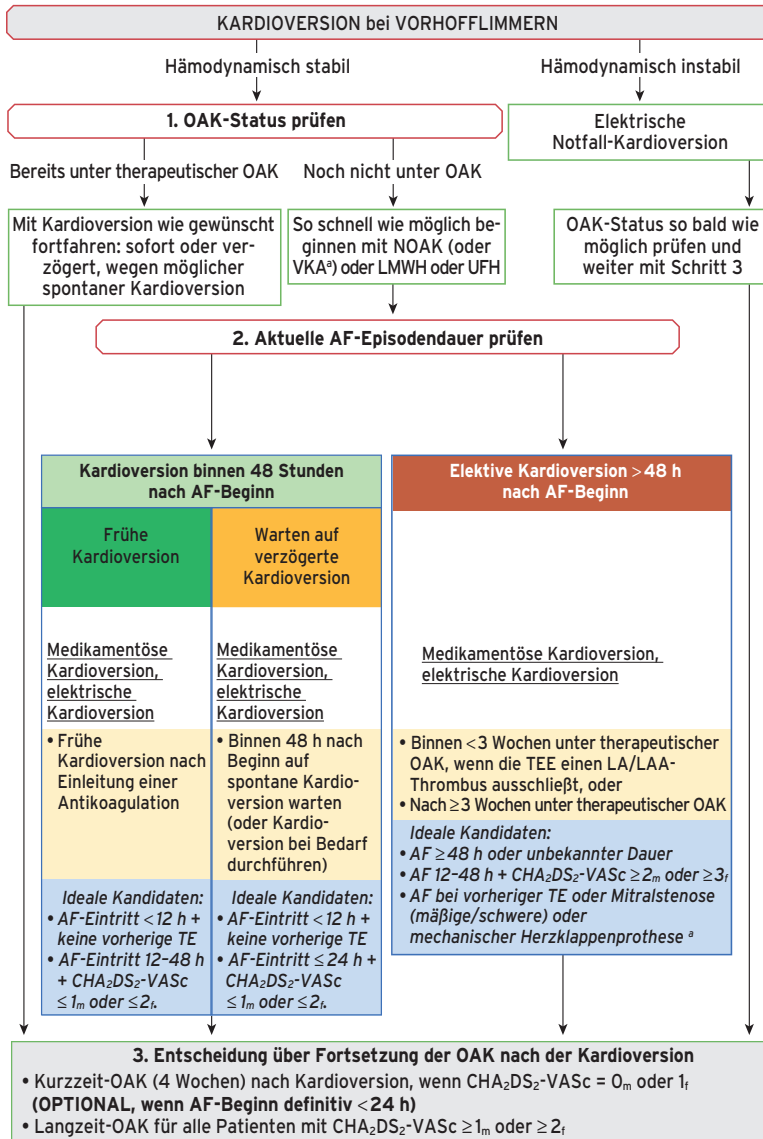 KARDIOVERSION bei VORHOFFLIMMERN
Hämodynamisch stabil
Hämodynamisch instabil
1. OAK-Status prüfen
Elektrische
Notfall-Kardioversion
Bereits unter therapeutischer OAK
Noch nicht unter OAK
Mit Kardioversion wie gewünscht
fortfahren: sofort oder ver-
zögert, wegen möglicher
spontaner Kardioversion
So schnell wie möglich be-
ginnen mit NOAK (oder
VKAᵃ) oder LMWH oder UFH
OAK-Status so bald wie
möglich prüfen und
weiter mit Schritt 3
2. Aktuelle AF-Episodendauer prüfen
Kardioversion binnen 48 Stunden
nach AF-Beginn
Frühe
Kardioversion
Warten auf
verzögerte
Kardioversion
Medikamentöse
Kardioversion,
elektrische
Kardioversion
Medikamentöse
Kardioversion,
elektrische
Kardioversion
• Frühe
Kardioversion nach
Einleitung einer
Antikoagulation
• Binnen 48 h nach
Beginn auf
spontane Kardio-
version warten
(oder Kardio-
version bei Bedarf
durchführen)
Ideale Kandidaten:
• AF-Eintritt <12 h +
keine vorherige TE
• AF-Eintritt 12–48 h
+ CHA₂DS₂-VASc
≤1ₘ oder ≤2f.
Ideale Kandidaten:
• AF-Eintritt <12 h +
keine vorherige TE
• AF-Eintritt ≤24 h +
CHA₂DS₂-VASc
≤1ₘ oder ≤2f.
Elektive Kardioversion >48 h
nach AF-Beginn
Medikamentöse Kardioversion,
elektrische Kardioversion
• Binnen <3 Wochen unter therapeutischer
OAK, wenn die TEE einen LA/LAA-
Thrombus ausschließt, oder
• Nach ≥3 Wochen unter therapeutischer OAK
Ideale Kandidaten:
• AF ≥48 h oder unbekannter Dauer
• AF 12–48 h + CHA₂DS₂-VASc ≥2ₘ oder ≥3f
• AF bei vorheriger TE oder Mitralstenose
(mäßige/schwere) oder
mechanischer Herzklappenprothese ᵃ
3. Entscheidung über Fortsetzung der OAK nach der Kardioversion
• Kurzzeit-OAK (4 Wochen) nach Kardioversion, wenn CHA₂DS₂-VASc = 0ₘ oder 1f
(OPTIONAL, wenn AF-Beginn definitiv <24 h)
• Langzeit-OAK für alle Patienten mit CHA₂DS₂-VASc ≥1ₘ oder ≥2f